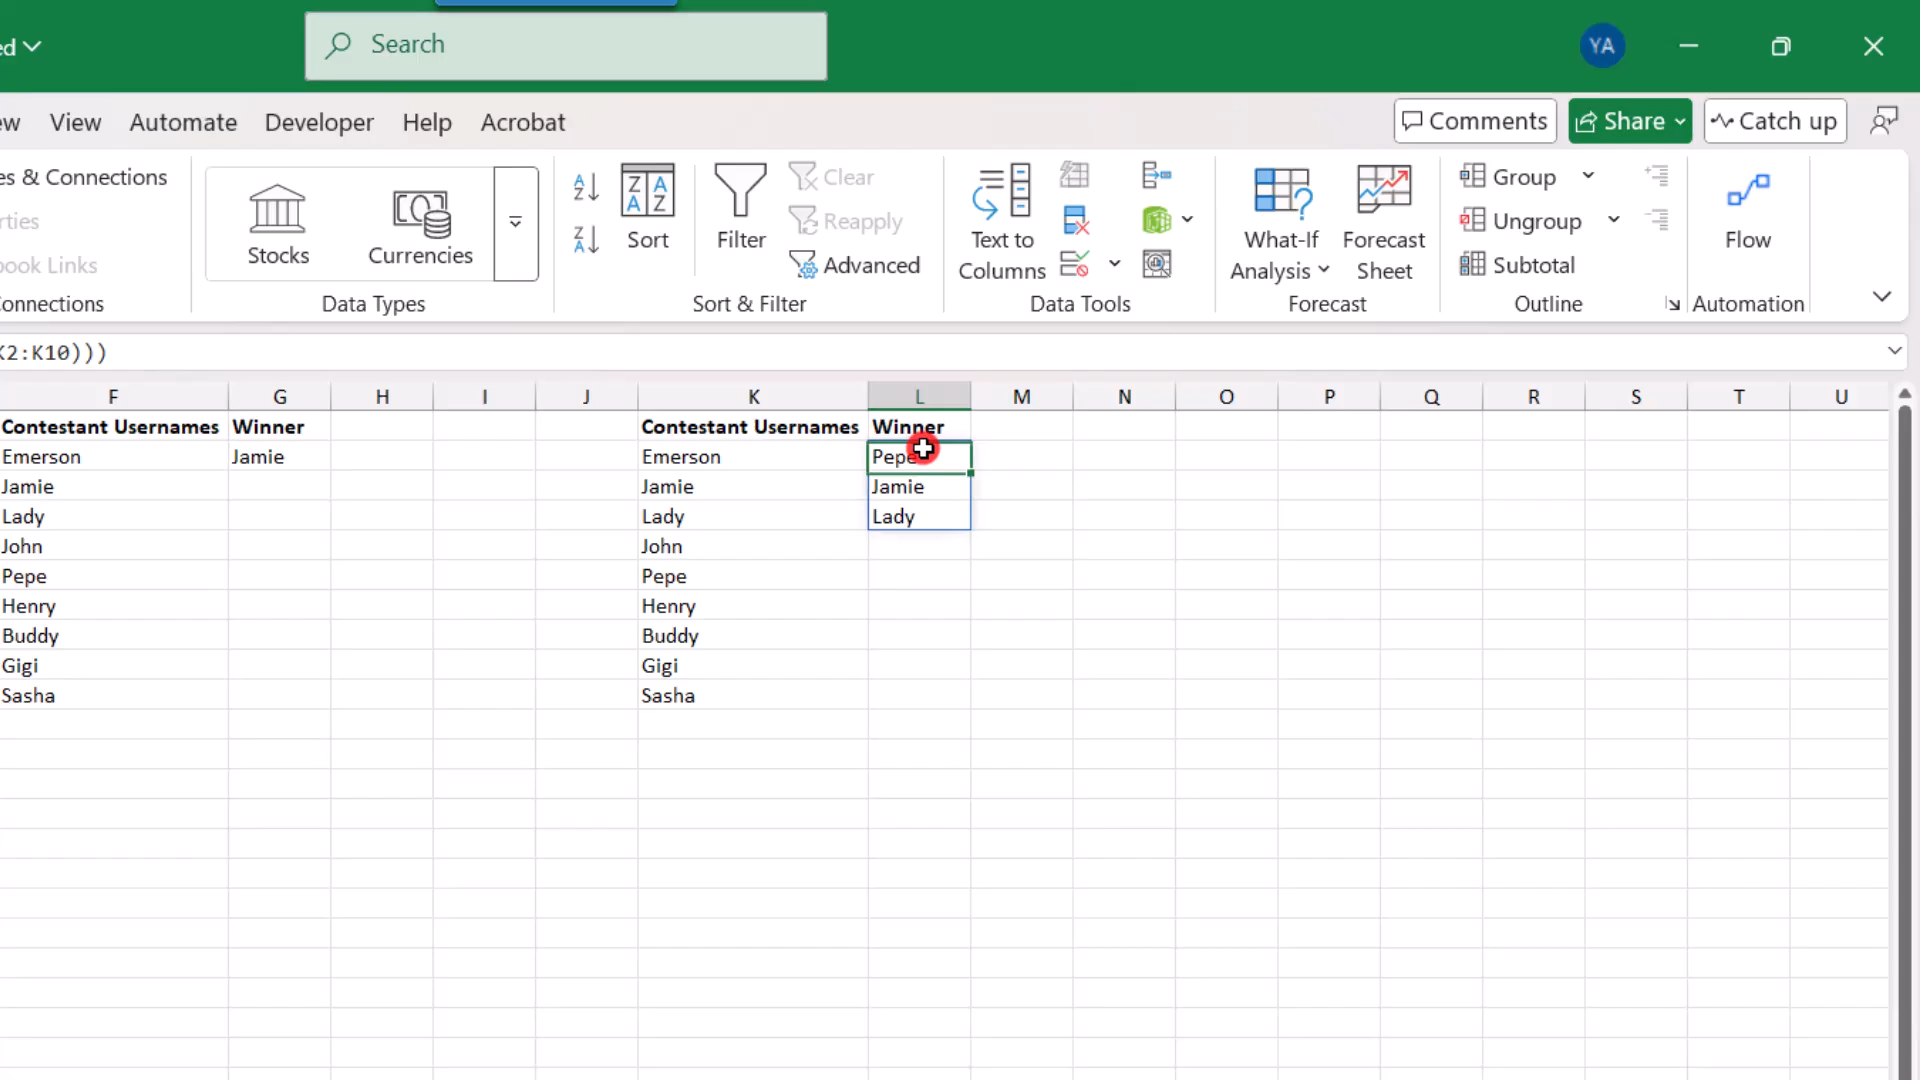 ed
Search
YA
ew View Automate Developer Help Acrobat
Comments Share Catch up
es & Connections
rties
book Links
Connections
Stocks
Currencies
Data Types
Sort
Filter
Clear
Reapply
Advanced
Sort & Filter
Text to
Columns
Data Tools
What-If
Analysis
Forecast
Sheet
Forecast
Group
Ungroup
Subtotal
Outline
Flow
Automation
K2:K10)))
F G H I J K L M N O P Q R S T U
Contestant Usernames Winner Contestant Usernames Winner
Emerson Jamie Emerson Pepe
Jamie Jamie Jamie
Lady Lady Lady
John John
Pepe Pepe
Henry Henry
Buddy Buddy
Gigi Gigi
Sasha Sasha